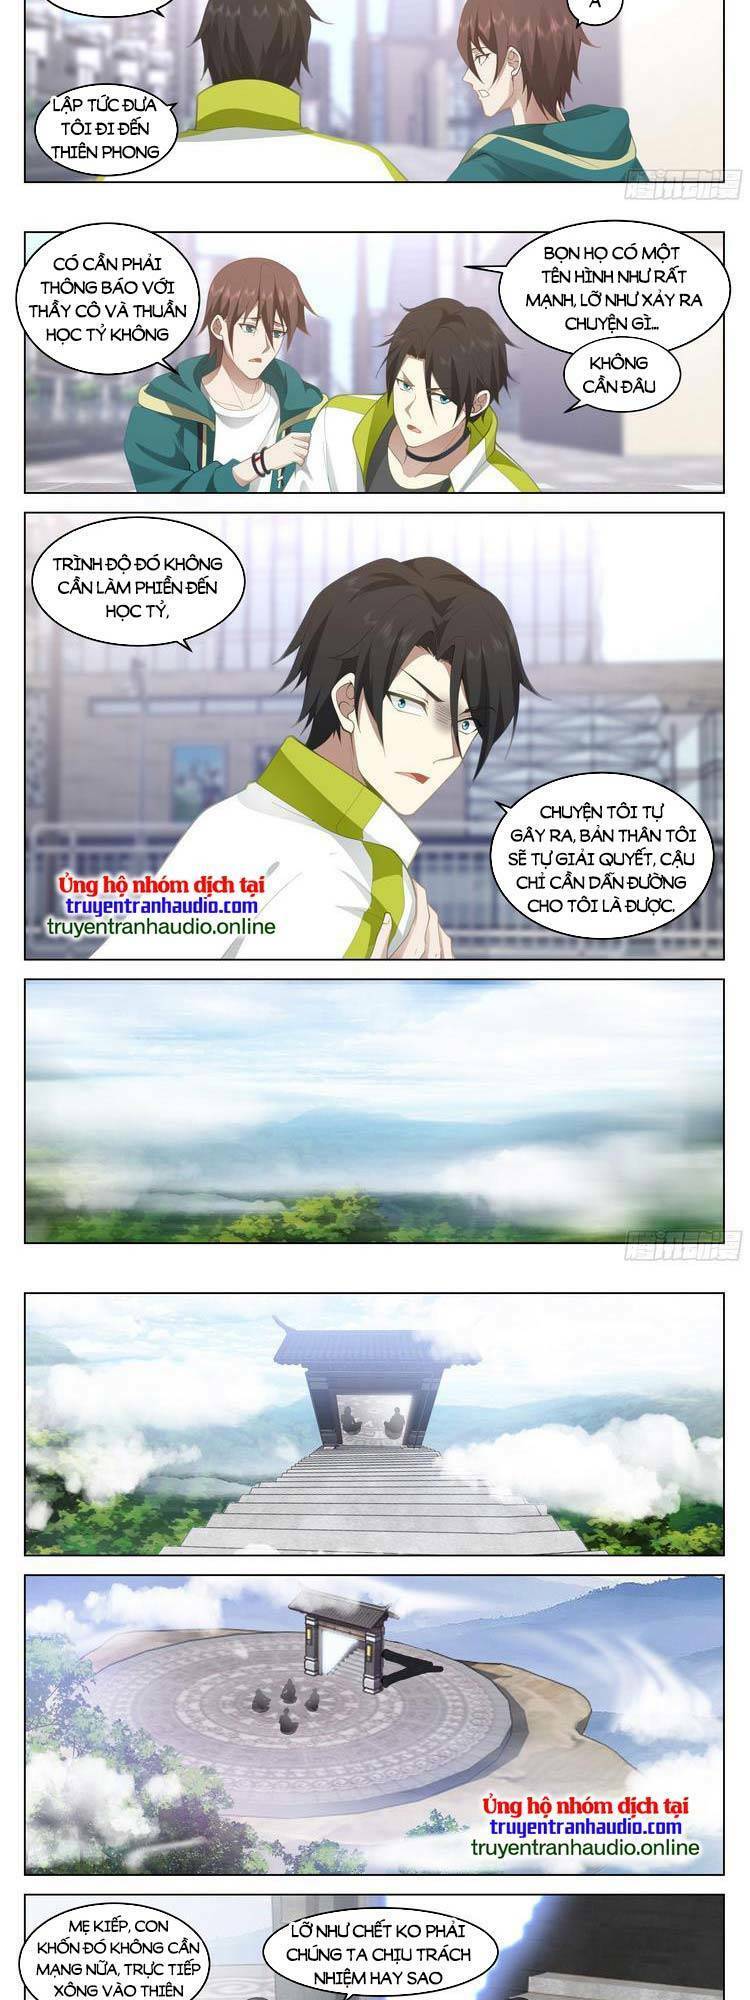 LẬP TỨC ĐƯA
TÔI ĐI ĐẾN
THIÊN PHONG
CÓ CẦN PHẢI
THÔNG BÁO VỚI
THẦY CÔ VÀ THUẦN
HỌC TỶ KHÔNG
BỌN HỌ CÓ MỘT
TÊN HÌNH NHƯ RẤT
MẠNH, LỠ NHƯ XẢY RA
CHUYỆN GÌ...
KHÔNG
CẦN ĐÂU
TRÌNH ĐỘ ĐÓ KHÔNG
CẦN LÀM PHIỀN ĐẾN
HỌC TỶ,
CHUYỆN TÔI TỰ
GÂY RA, BẢN THÂN TÔI
SẼ TỰ GIẢI QUYẾT, CẬU
CHỈ CẦN DẪN ĐƯỜNG
CHO TÔI LÀ ĐƯỢC.
Ủng hộ nhóm dịch tại
truyentranhaudio.com
truyentranhaudio.online
Ủng hộ nhóm dịch tại
truyentranhaudio.com
truyentranhaudio.online
MẸ KIẾP, CON
KHỐN ĐÓ KHÔNG CẦN
MẠNG NỮA, TRỰC TIẾP
XÔNG VÀO THIÊN
LỠ NHƯ CHẾT KO PHẢI
CHÚNG TA CHỊU TRÁCH
NHIỆM HAY SAO